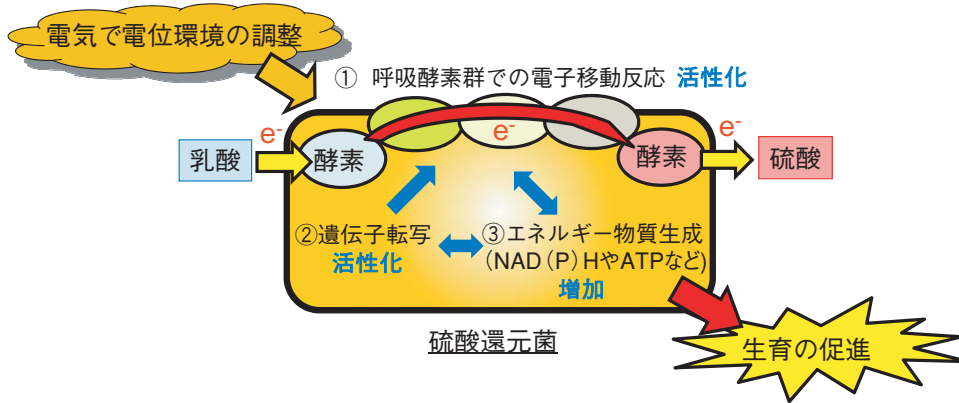 電気で電位環境の調整
① 呼吸酵素群での電子移動反応 活性化
e-
e-
e-
乳酸
酵素
酵素
硫酸
②遺伝子転写
活性化
③エネルギー物質生成
(NAD(P)HやATPなど)
増加
硫酸還元菌
生育の促進